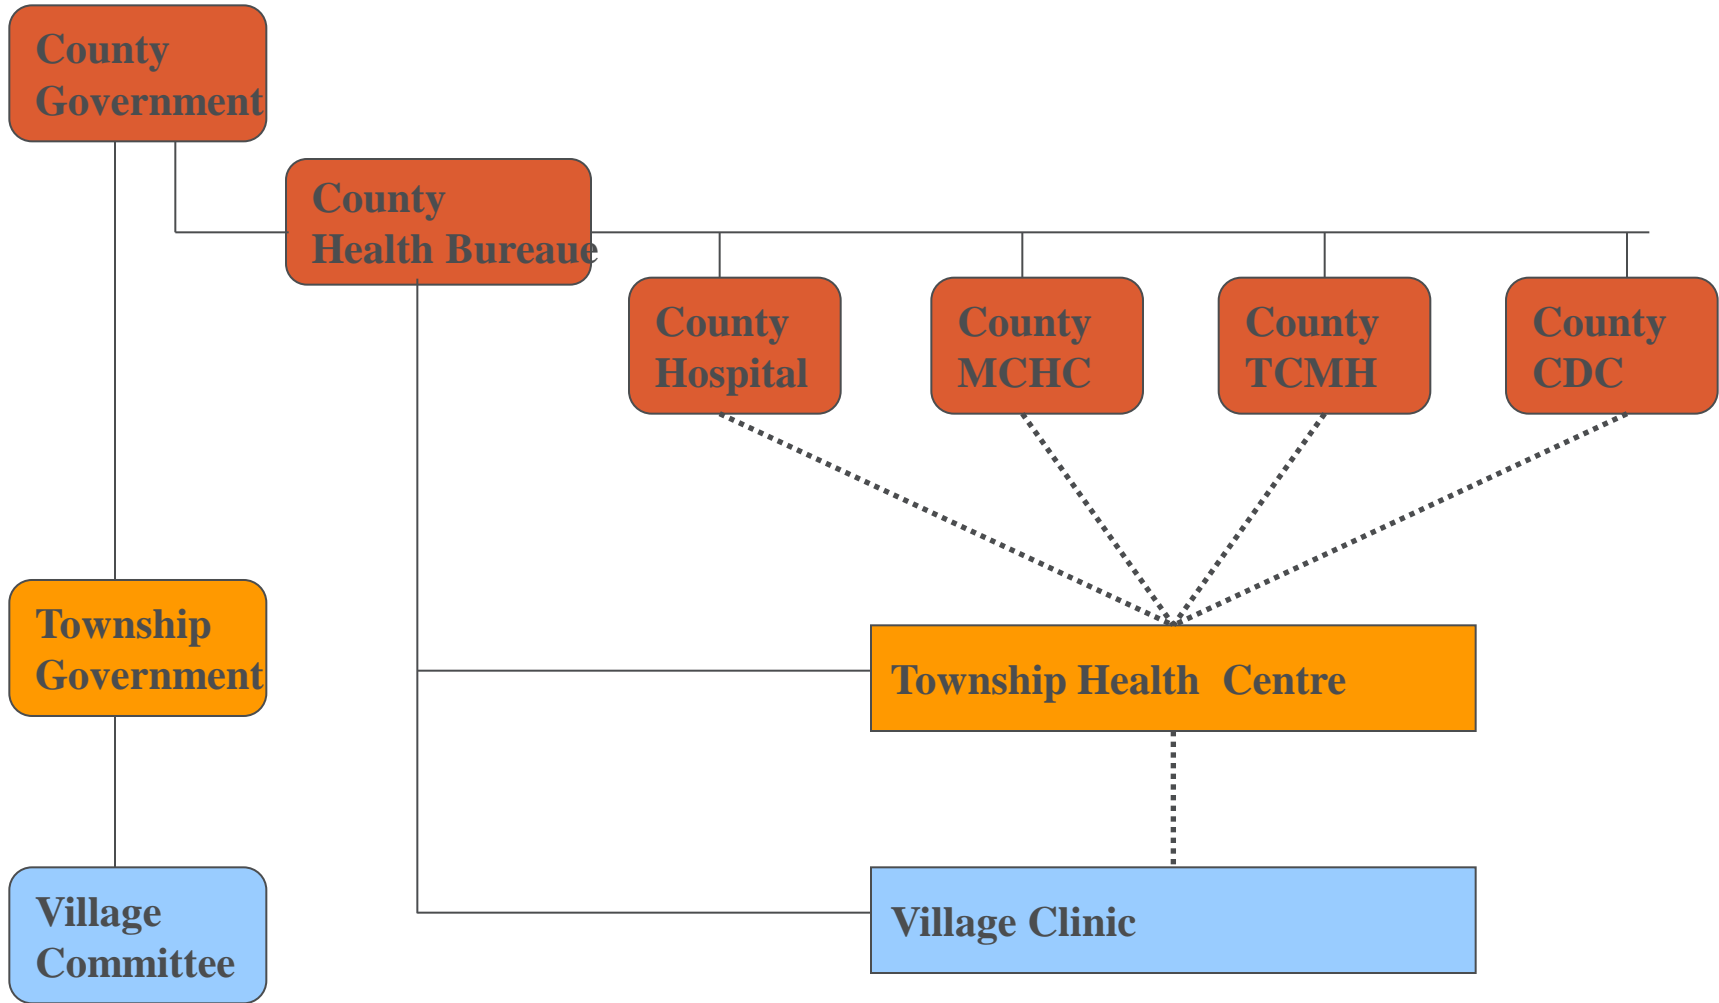 County
Government
County
Health Bureaue
County
Hospital
County
MCHC
County
TCMH
County
CDC
Township
Government
Township Health  Centre
Village
Committee
Village Clinic